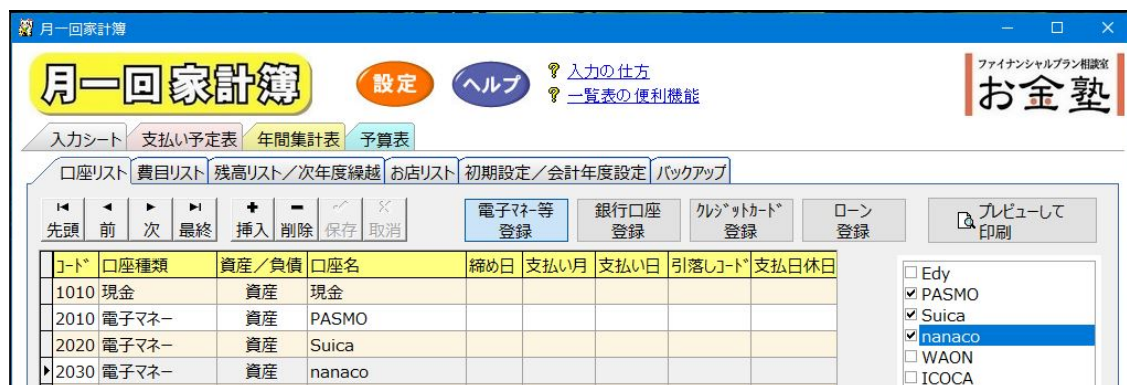 月一回家計簿
月一回家計簿
設定
ヘルプ
? 入力の仕方
? 一覧表の便利機能
ファイナンシャルプラン相談室
お金塾
入力シート 支払い予定表 年間集計表 予算表
口座リスト 費目リスト 残高リスト／次年度繰越 お店リスト 初期設定／会計年度設定 バックアップ
先頭 前 次 最終 挿入 削除 保存 取消
電子ﾏﾈｰ等
登録
銀行口座
登録
ｸﾚｼﾞｯﾄｶｰﾄﾞ
登録
ローン
登録
プレビューして
印刷
ｺｰﾄﾞ 口座種類 資産／負債 口座名 締め日 支払い月 支払い日 引落しｺｰﾄﾞ 支払日休日
1010 現金 資産 現金
2010 電子マネー 資産 PASMO
2020 電子マネー 資産 Suica
2030 電子マネー 資産 nanaco
Edy
PASMO
Suica
nanaco
WAON
ICOCA